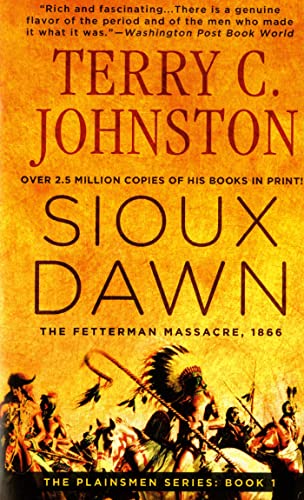 "Rich and fascinating...There is a genuine
flavor of the period and of the men who made
it what it was."—Washington Post Book World
TERRY C.
JOHNSTON
OVER 2.5 MILLION COPIES OF HIS BOOKS IN PRINT!
SIOUX
DAWN
THE FETTERMAN MASSACRE, 1866
THE PLAINSMEN SERIES: BOOK 1